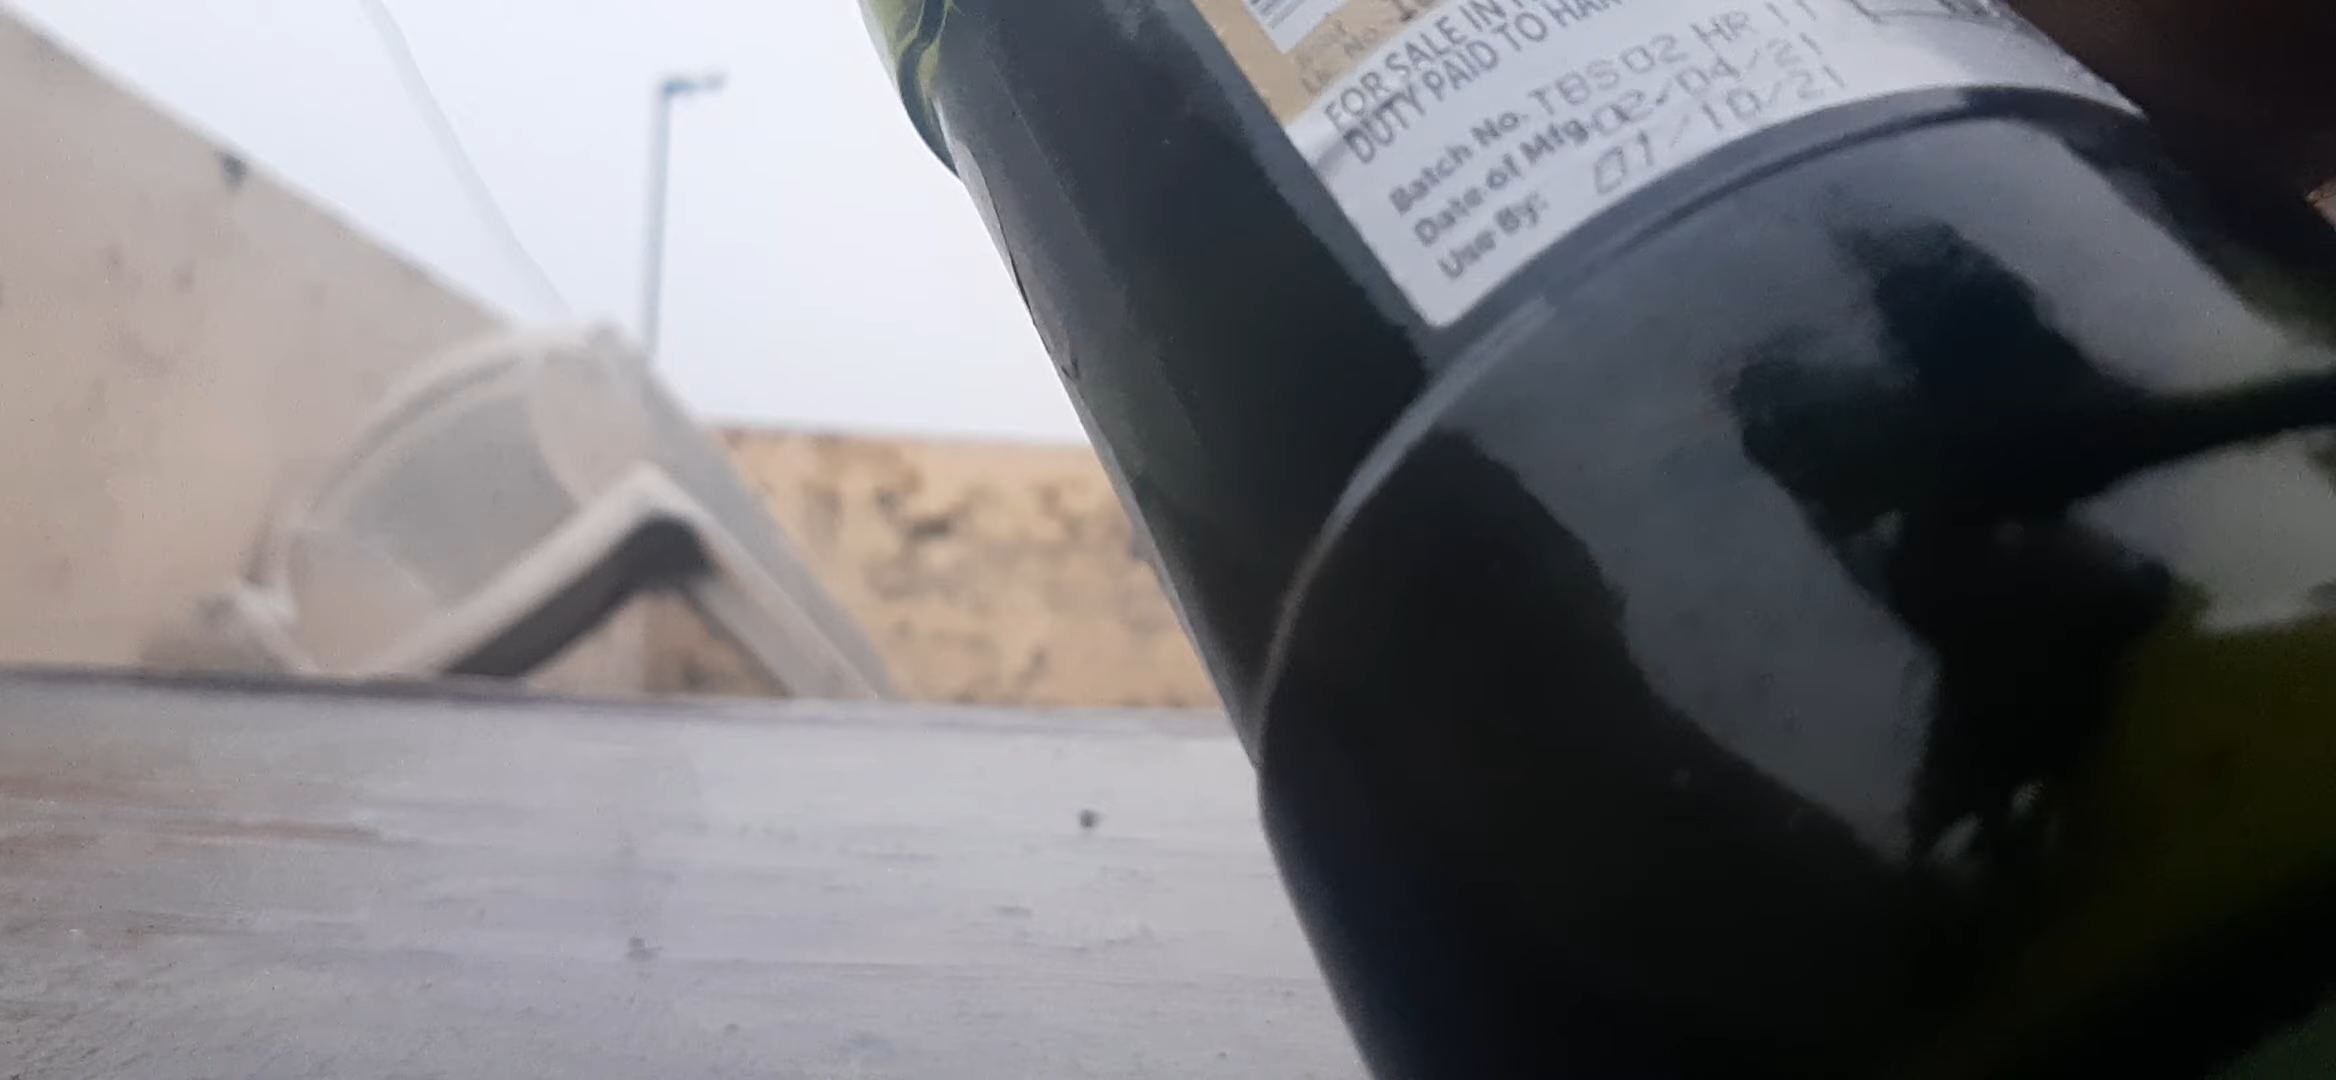 FOR SALE IN
DUTY PAID TO HAR
Batch No. TBS02 HR 11
Date of Mfg. 02/04/21
Use By: 01/10/21